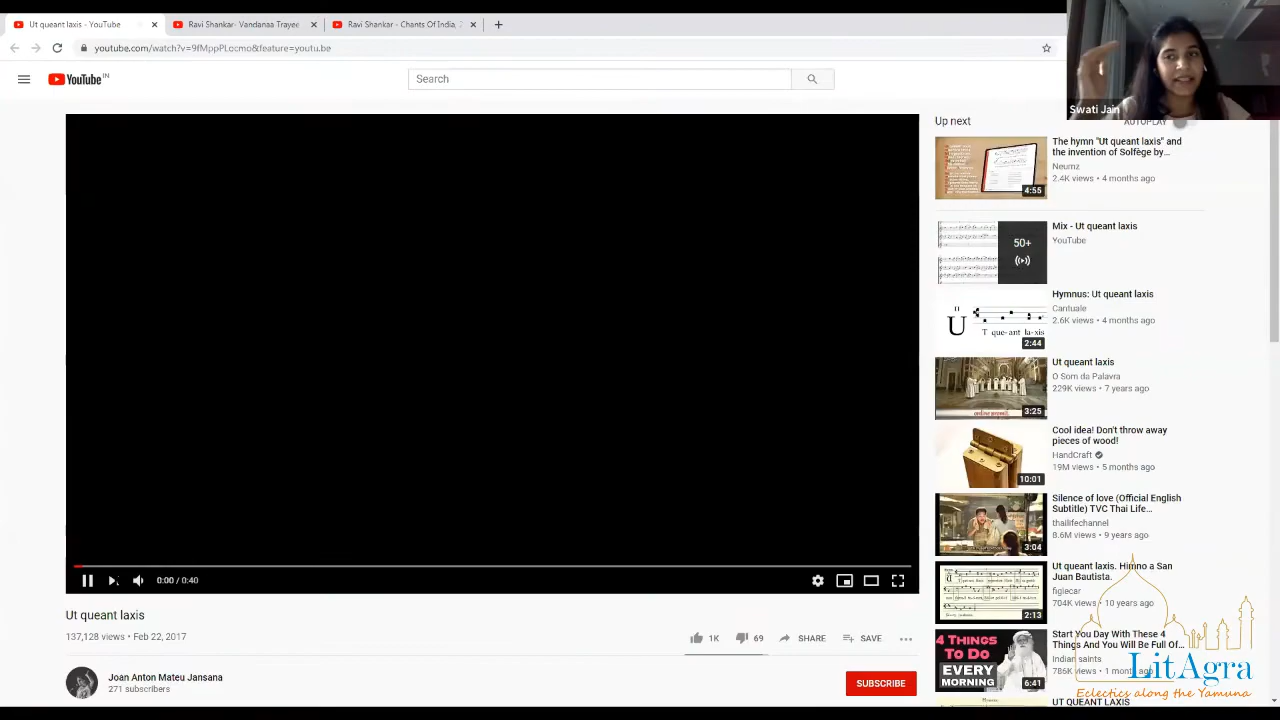 Ut queant laxis - YouTube
Ravi Shankar- Vandanaa Trayee
Ravi Shankar - Chants Of India,
youtube.com/watch?v=9fMppPLocmo&feature=youtu.be
YouTube IN
Search
Swati Jain
Up next
AUTOPLAY
The hymn "Ut queant laxis" and
the invention of Solfège by...
Neumz
2.4K views • 4 months ago
4:55
Mix - Ut queant laxis
YouTube
50+
Hymnus: Ut queant laxis
Cantuale
2.6K views • 4 months ago
U
T que-ant la-xis
2:44
Ut queant laxis
O Som da Palavra
229K views • 7 years ago
3:25
Cool idea! Don't throw away
pieces of wood!
HandCraft
19M views • 5 months ago
10:01
Silence of love (Official English
Subtitle) TVC Thai Life...
thailifechannel
8.6M views • 9 years ago
3:04
Ut queant laxis. Himno a San
Juan Bautista.
figlecar
704K views • 10 years ago
2:13
Start You Day With These 4
Things And You Will Be Full Of...
Indian saints
786K views • 1 month ago
4 THINGS
TO DO
EVERY
MORNING
6:41
UT QUEANT LAXIS
0:00 / 0:40
Ut queant laxis
137,128 views • Feb 22, 2017
1K
69
SHARE
SAVE
Joan Anton Mateu Jansana
271 subscribers
SUBSCRIBE
LitAgra
Eclectics along the Yamuna